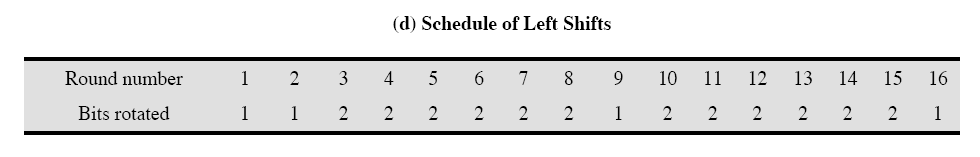 (d) Schedule of Left Shifts
Round number 1 2 3 4 5 6 7 8 9 10 11 12 13 14 15 16
Bits rotated 1 1 2 2 2 2 2 2 1 2 2 2 2 2 2 1